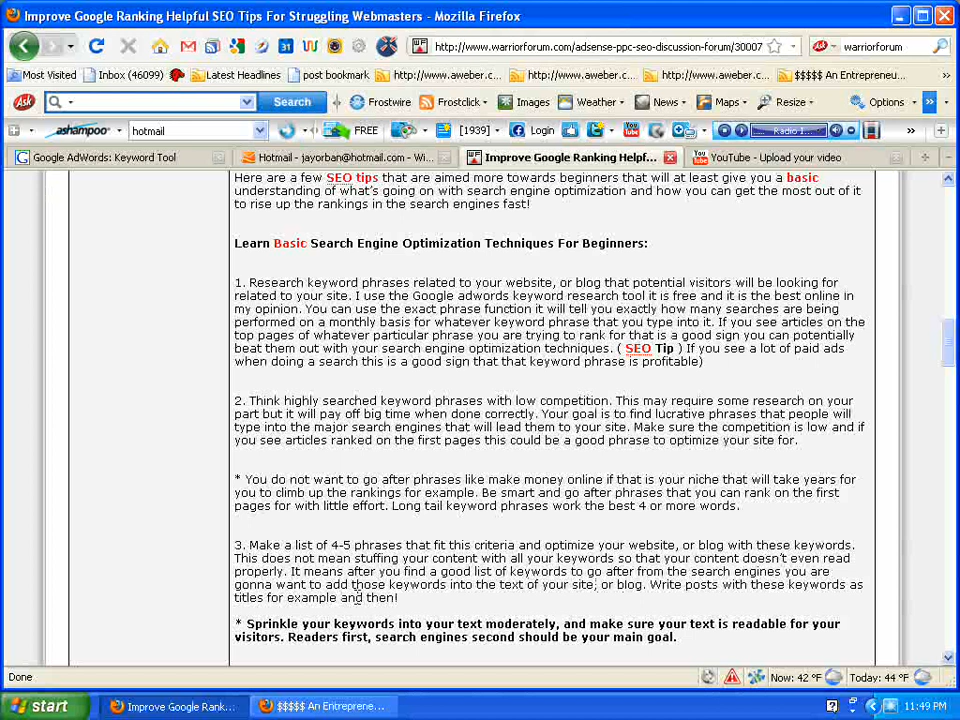 Improve Google Ranking Helpful SEO Tips For Struggling Webmasters - Mozilla Firefox
http://www.warriorforum.com/adsense-ppc-seo-discussion-forum/30007
warriorforum
Most Visited
Inbox (46099)
Latest Headlines
post bookmark
http://www.aweber.c...
http://www.aweber.c...
http://www.aweber.c...
$$$$$ An Entrepreneu...
Ask
Search
Frostwire
Frostclick
Images
Weather
News
Maps
Resize
Options
ashampoo
hotmail
FREE
[1939]
Login
Radio I
Google AdWords: Keyword Tool
Hotmail - jayorban@hotmail.com - Wi...
Improve Google Ranking Helpf...
YouTube - Upload your video
Here are a few SEO tips that are aimed more towards beginners that will at least give you a basic
understanding of what's going on with search engine optimization and how you can get the most out of it
to rise up the rankings in the search engines fast!
Learn Basic Search Engine Optimization Techniques For Beginners:
1. Research keyword phrases related to your website, or blog that potential visitors will be looking for
related to your site. I use the Google adwords keyword research tool it is free and it is the best online in
my opinion. You can use the exact phrase function it will tell you exactly how many searches are being
performed on a monthly basis for whatever keyword phrase that you type into it. If you see articles on the
top pages of whatever particular phrase you are trying to rank for that is a good sign you can potentially
beat them out with your search engine optimization techniques. ( SEO Tip ) If you see a lot of paid ads
when doing a search this is a good sign that that keyword phrase is profitable)
2. Think highly searched keyword phrases with low competition. This may require some research on your
part but it will pay off big time when done correctly. Your goal is to find lucrative phrases that people will
type into the major search engines that will lead them to your site. Make sure the competition is low and if
you see articles ranked on the first pages this could be a good phrase to optimize your site for.
* You do not want to go after phrases like make money online if that is your niche that will take years for
you to climb up the rankings for example. Be smart and go after phrases that you can rank on the first
pages for with little effort. Long tail keyword phrases work the best 4 or more words.
3. Make a list of 4-5 phrases that fit this criteria and optimize your website, or blog with these keywords.
This does not mean stuffing your content with all your keywords so that your content doesn't even read
properly. It means after you find a good list of keywords to go after from the search engines you are
gonna want to add those keywords into the text of your site, or blog. Write posts with these keywords as
titles for example and then!
* Sprinkle your keywords into your text moderately, and make sure your text is readable for your
visitors. Readers first, search engines second should be your main goal.
Done
Now: 42 °F
Today: 44 °F
start
Improve Google Rank...
$$$$$ An Entreprene...
11:49 PM